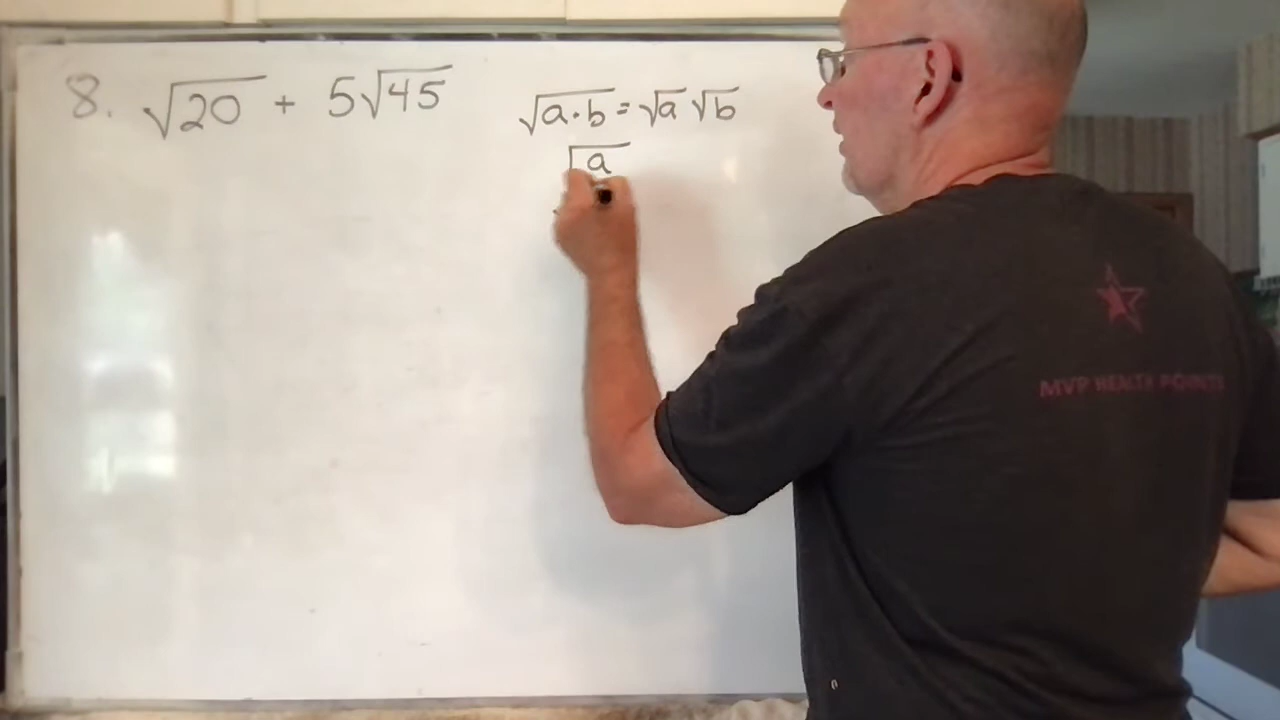 8. √20 + 5√45
√a·b = √a √b
√a
MVP HEALTH POINTS